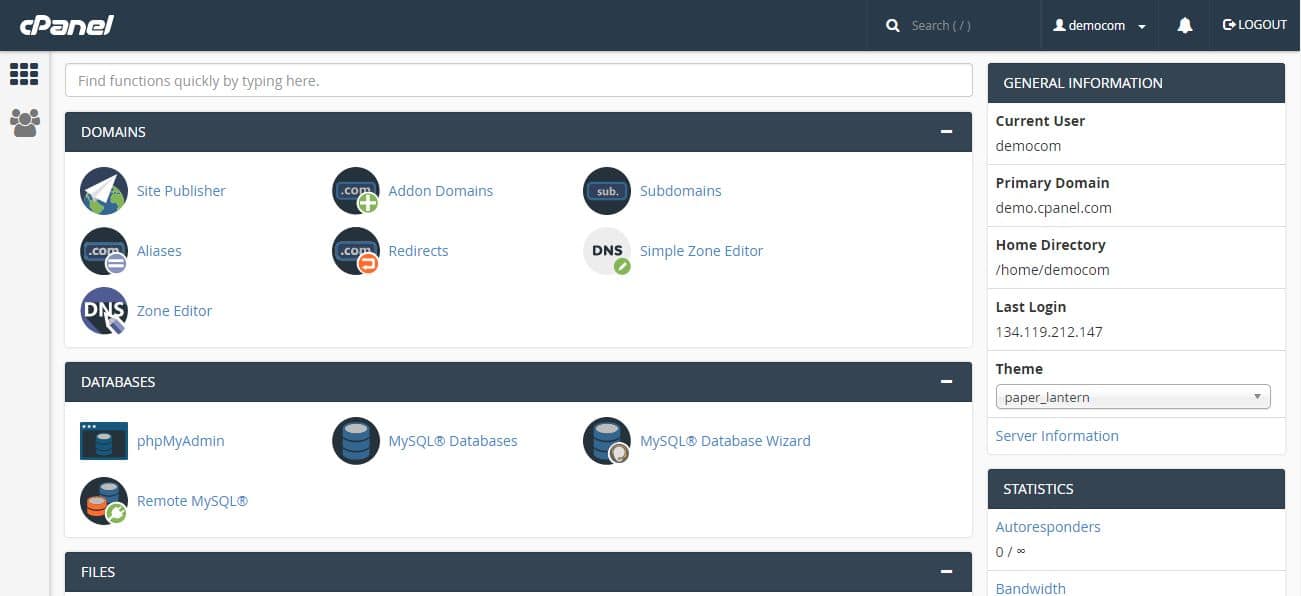 cPanel
Search ( / )
democom
LOGOUT
Find functions quickly by typing here.
DOMAINS
Site Publisher
.com
Addon Domains
sub.
Subdomains
.com
Aliases
.com
Redirects
DNS
Simple Zone Editor
DNS
Zone Editor
DATABASES
phpMyAdmin
MySQL® Databases
MySQL® Database Wizard
Remote MySQL®
FILES
GENERAL INFORMATION
Current User
democom
Primary Domain
demo.cpanel.com
Home Directory
/home/democom
Last Login
134.119.212.147
Theme
paper_lantern
Server Information
STATISTICS
Autoresponders
0 / ∞
Bandwidth